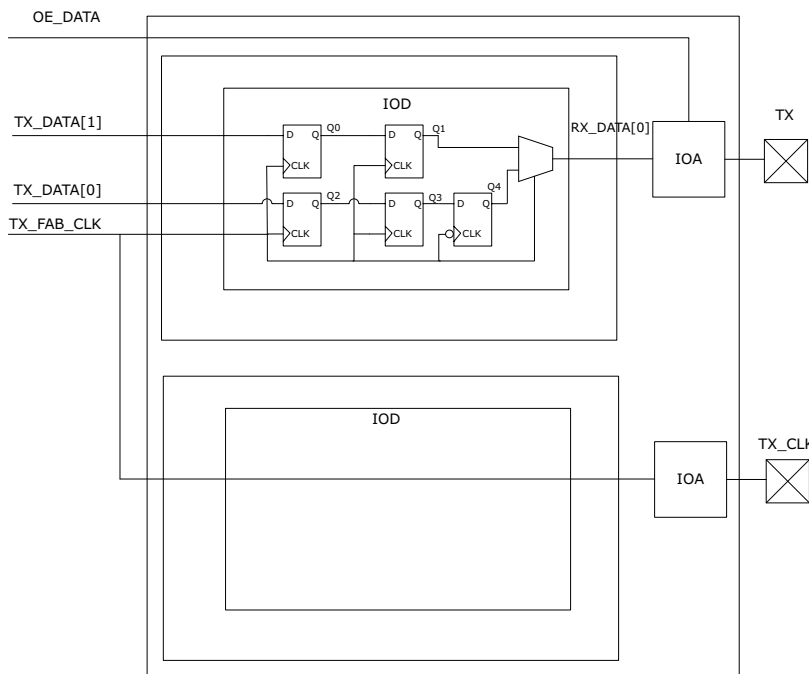 OE_DATA
TX_DATA[1]
TX_DATA[0]
TX_FAB_CLK
IOD
D Q Q0
CLK
D Q Q1
CLK
D Q Q2
CLK
D Q Q3
CLK
D Q Q4
CLK
RX_DATA[0]
IOA
TX
IOD
IOA
TX_CLK